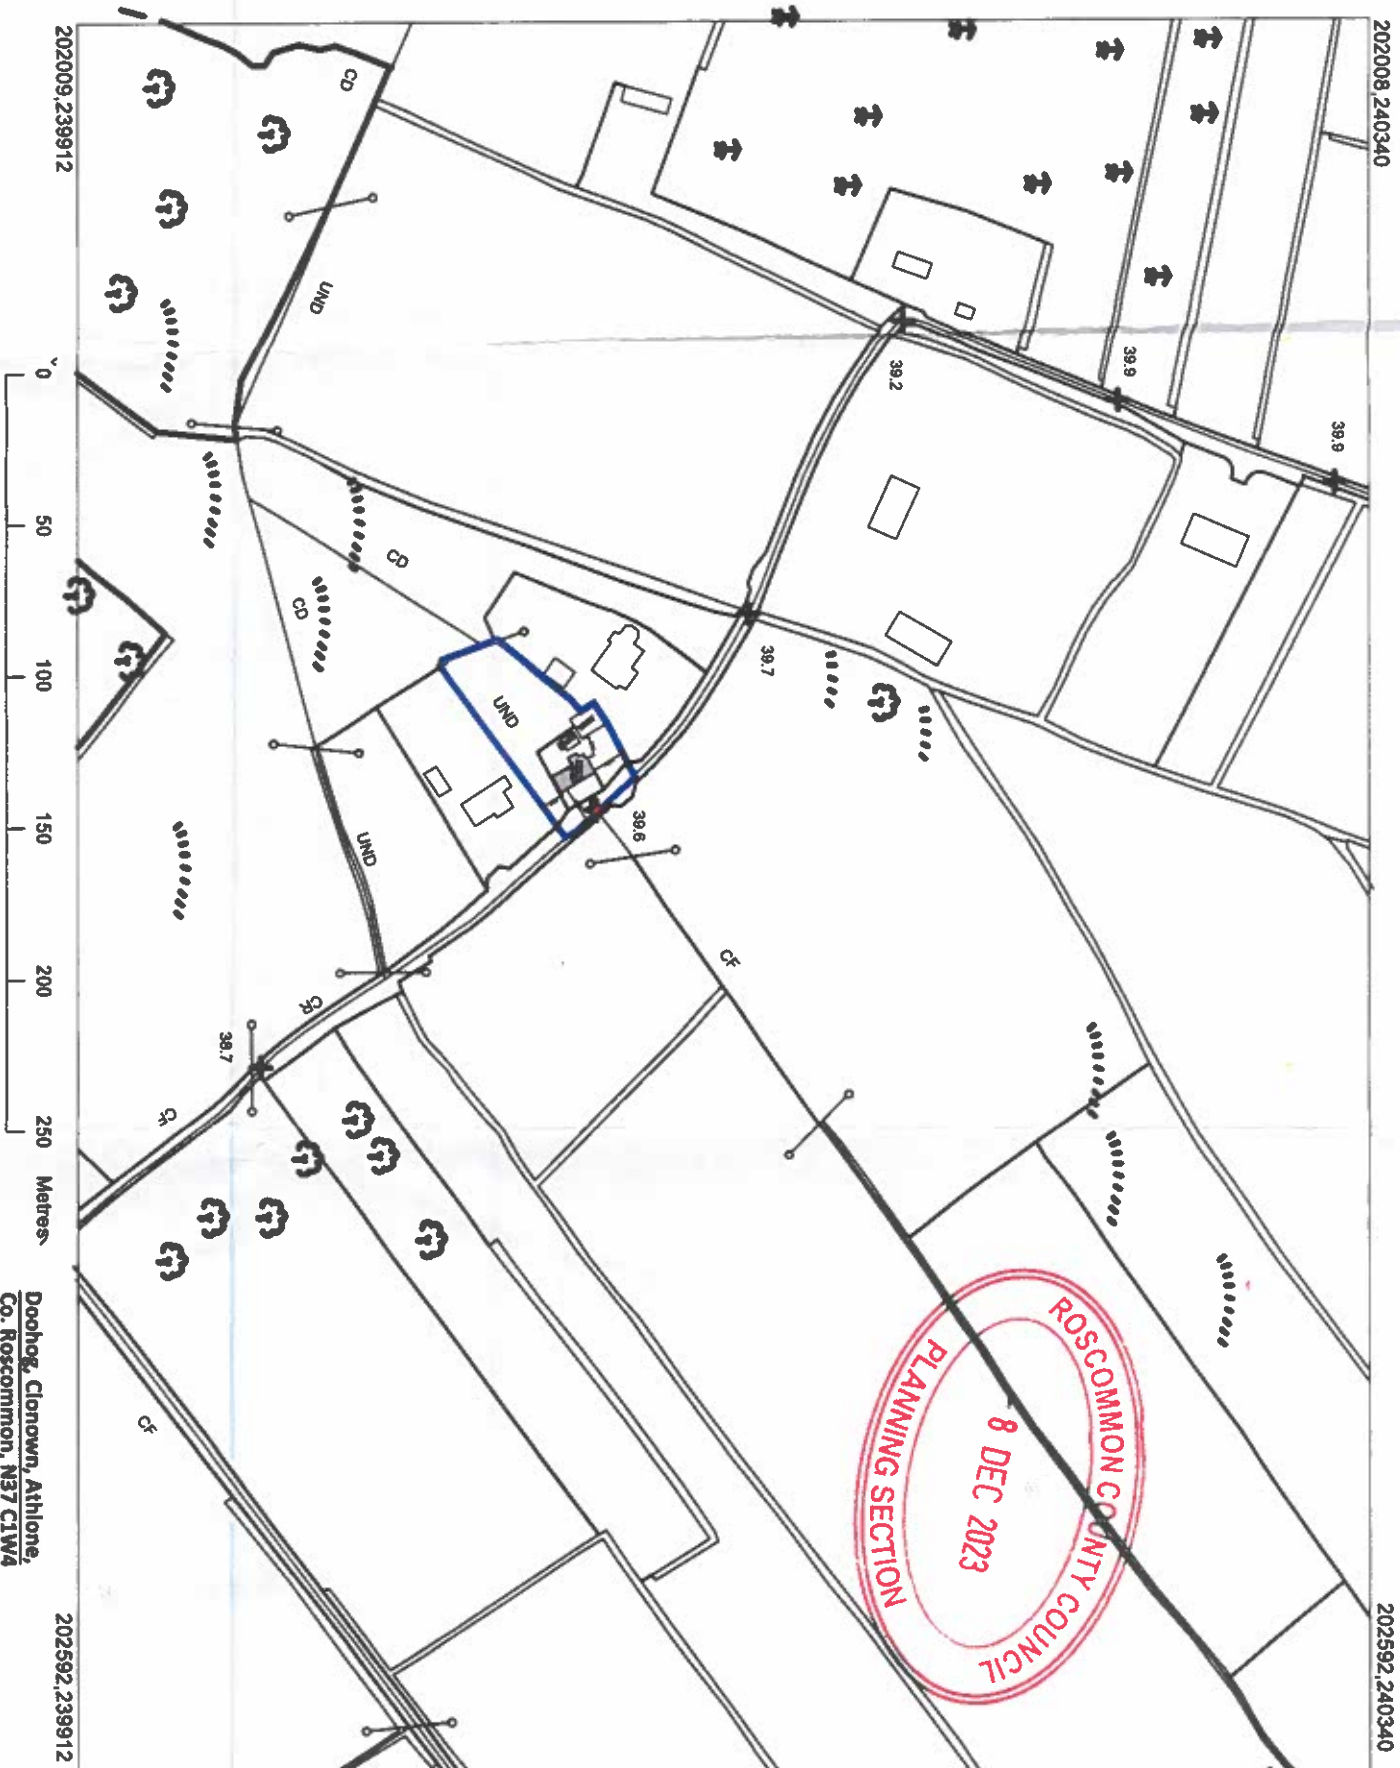 202008,240340
202592,240340
39.9
39.9
39.2
39.7
39.6
38.7
CD
UND
CD
CD
UND
UND
CF
CR
CF
CF
ROSCOMMON COUNTY COUNCIL
8 DEC 2023
PLANNING SECTION
202009,239912
202592,239912
0 50 100 150 200 250 Metres
Doohog, Clonown, Athlone,
Co. Roscommon, N37 C1W4